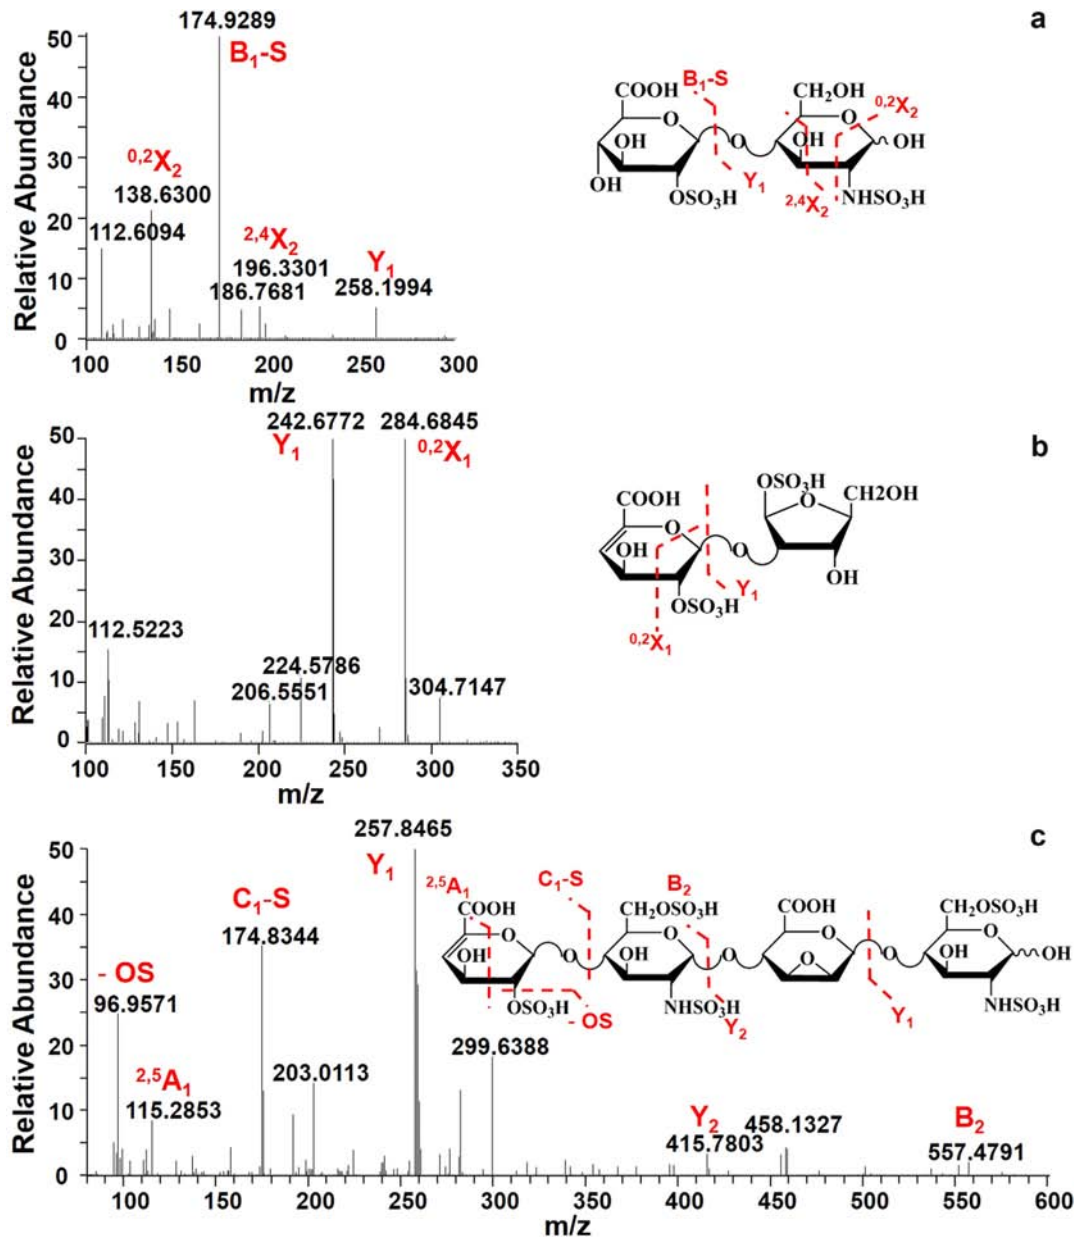 a
174.9289
B₁-S
⁰,²X₂
138.6300
112.6094
²,⁴X₂
196.3301
186.7681
Y₁
258.1994
Relative Abundance
50
40
30
20
10
0
100 150 200 250 300
m/z
COOH
O
OH
OH
OSO₃H
B₁-S
O
Y₁
CH₂OH
O
OH
²,⁴X₂
⁰,²X₂
OH
NHSO₃H
b
242.6772 284.6845
Y₁
⁰,²X₁
112.5223
224.5786
206.5551
304.7147
Relative Abundance
50
40
30
20
10
0
100 150 200 250 300 350
m/z
COOH
O
OH
OSO₃H
⁰,²X₁
O
Y₁
OSO₃H
O
CH2OH
OH
c
257.8465
Y₁
C₁-S
174.8344
- OS
96.9571
²,⁵A₁
115.2853
203.0113
299.6388
Y₂
415.7803
458.1327
B₂
557.4791
Relative Abundance
50
40
30
20
10
0
100 150 200 250 300 350 400 450 500 550 600
m/z
²,⁵A₁
COOH
O
OH
OSO₃H
- OS
C₁-S
O
CH₂OSO₃H
O
OH
NHSO₃H
B₂
Y₂
O
COOH
O
O
O
Y₁
CH₂OSO₃H
O
OH
OH
NHSO₃H